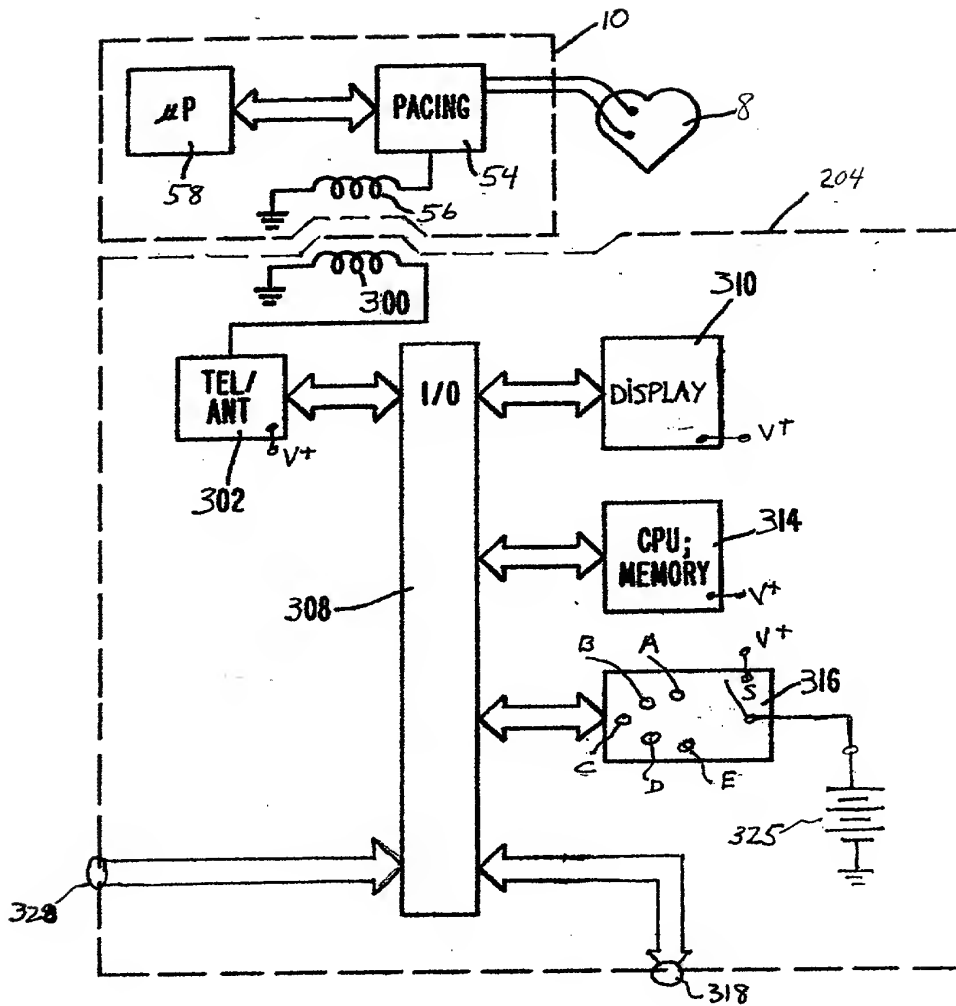 10
µP
PACING
8
58
54
56
204
300
310
TEL/
ANT
I/O
DISPLAY
V+
V+
302
CPU;
MEMORY
314
V+
308
B
A
V+
S
316
C
D
E
325
318